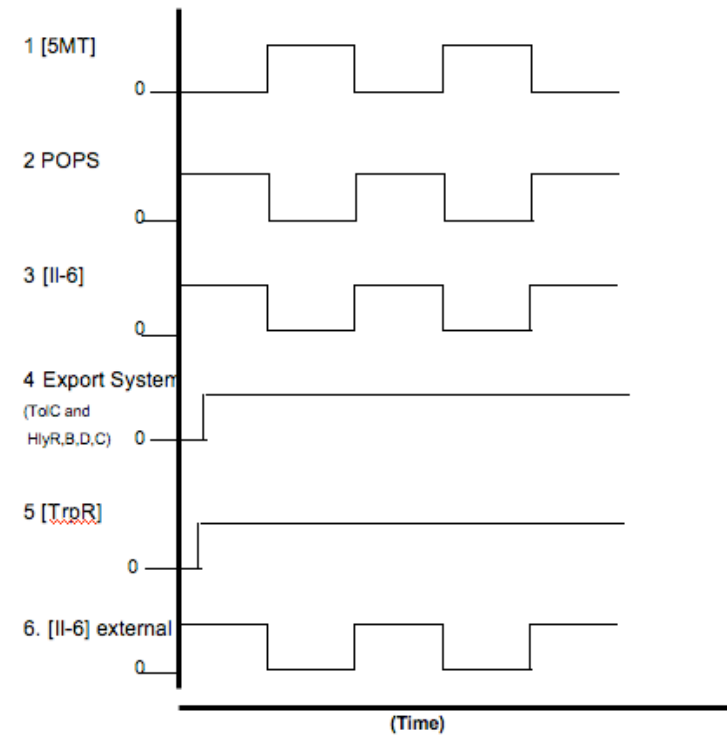 1 [5MT]
0
2 POPS
0
3 [Il-6]
0
4 Export System
(TolC and
HlyR,B,D,C) 0
5 [TrpR]
0
6. [Il-6] external
0
(Time)